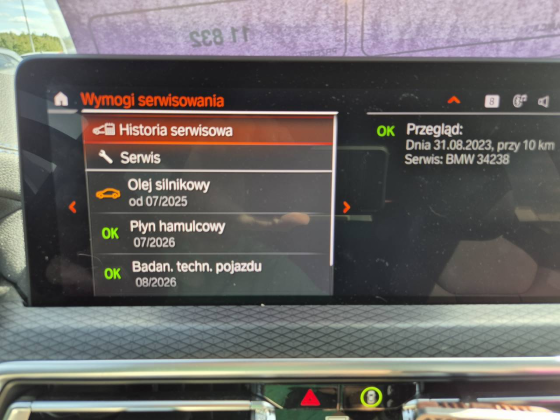 11 832
Wymogi serwisowania
8
Historia serwisowa
Serwis
Olej silnikowy
od 07/2025
OK
Płyn hamulcowy
07/2026
OK
Badan. techn. pojazdu
08/2026
OK
Przegląd:
Dnia 31.08.2023, przy 10 km
Serwis: BMW 34238